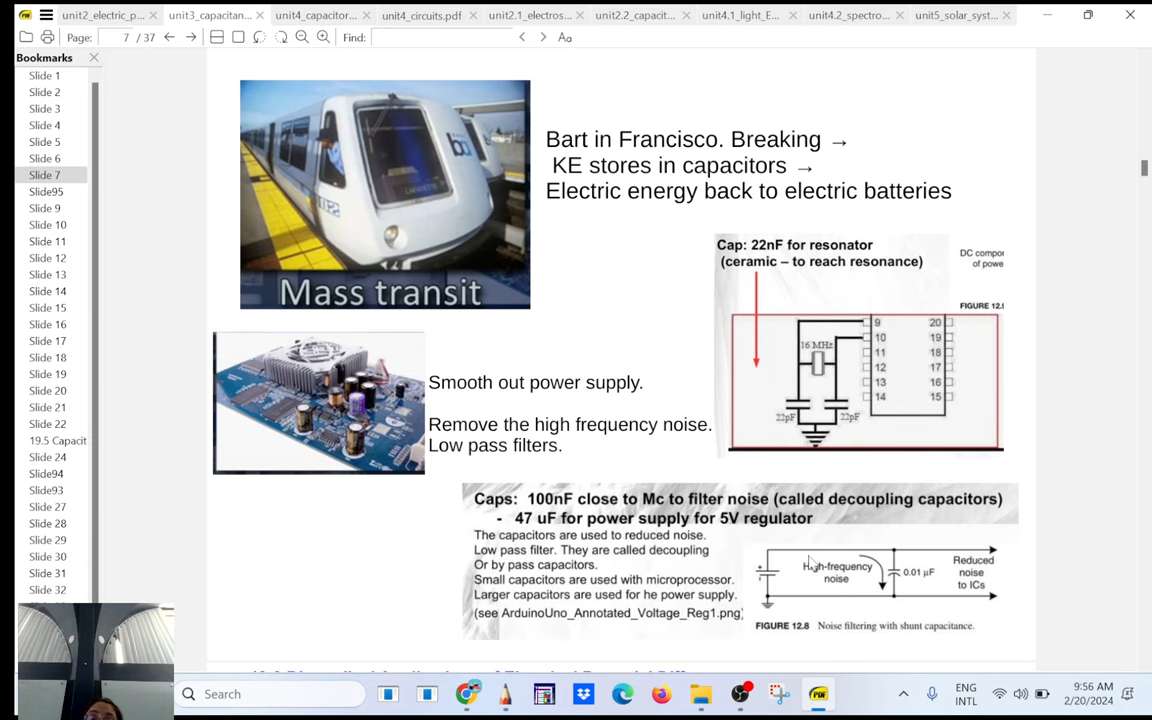 unit2_electric_p...
unit3_capacitan...
unit4_capacitor...
unit4_circuits.pdf
unit2.1_electros...
unit2.2_capacit...
unit4.1_light_E...
unit4.2_spectro...
unit5_solar_syst...
Page:
7 / 37
Find:
Aa
Bookmarks
Slide 1
Slide 2
Slide 3
Slide 4
Slide 5
Slide 6
Slide 7
Slide95
Slide 9
Slide 10
Slide 11
Slide 12
Slide 13
Slide 14
Slide 15
Slide 16
Slide 17
Slide 18
Slide 19
Slide 20
Slide 21
Slide 22
19.5 Capacit
Slide 24
Slide94
Slide93
Slide 27
Slide 28
Slide 29
Slide 30
Slide 31
Slide 32
ba
Mass transit
Bart in Francisco. Breaking →
KE stores in capacitors →
Electric energy back to electric batteries
Cap: 22nF for resonator
(ceramic – to reach resonance)
DC compor
of powe
FIGURE 12.
16 MHz
9 20
10 19
11 18
12 17
13 16
14 15
22pF 22pF
Smooth out power supply.
Remove the high frequency noise.
Low pass filters.
Caps: 100nF close to Mc to filter noise (called decoupling capacitors)
- 47 uF for power supply for 5V regulator
The capacitors are used to reduced noise.
Low pass filter. They are called decoupling
Or by pass capacitors.
Small capacitors are used with microprocessor.
Larger capacitors are used for he power supply.
(see ArduinoUno_Annotated_Voltage_Reg1.png)
High-frequency
noise
0.01 µF
Reduced
noise
to ICs
FIGURE 12.8 Noise filtering with shunt capacitance.
Search
PDF
ENG
INTL
9:56 AM
2/20/2024